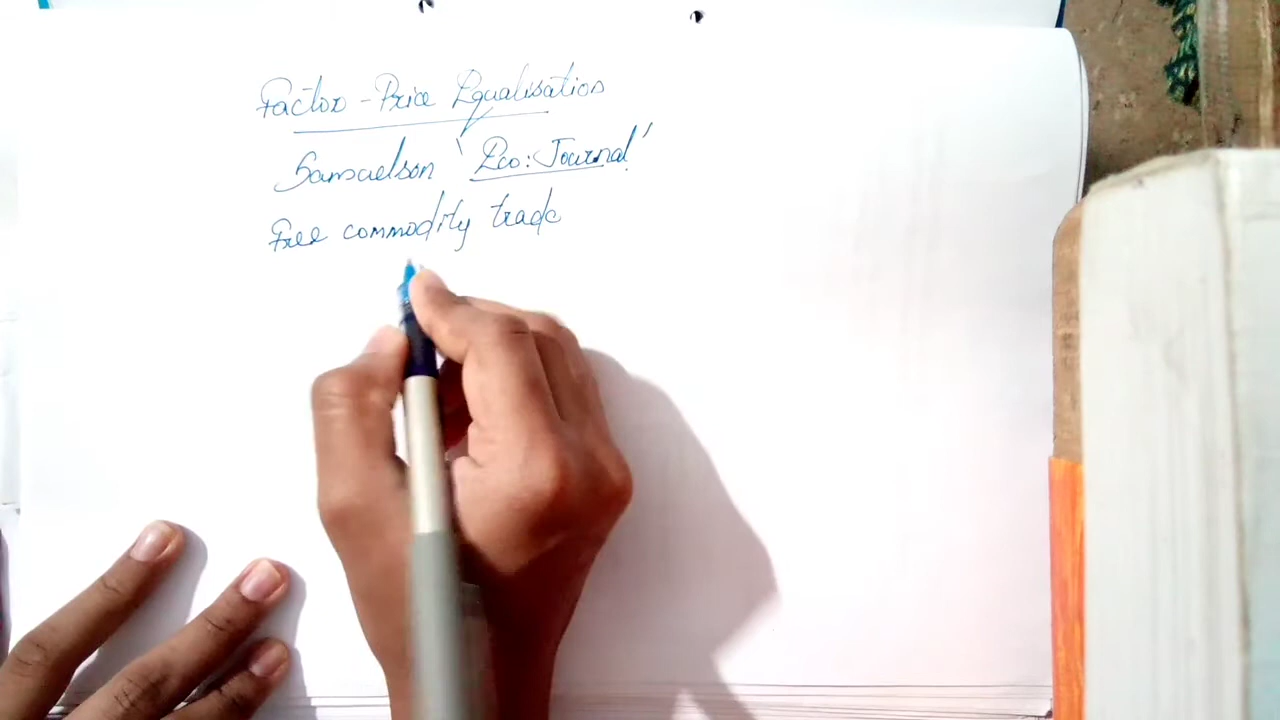 Factor - Price Equalisation
Samuelson 'Eco: Journal'
Free commodity trade